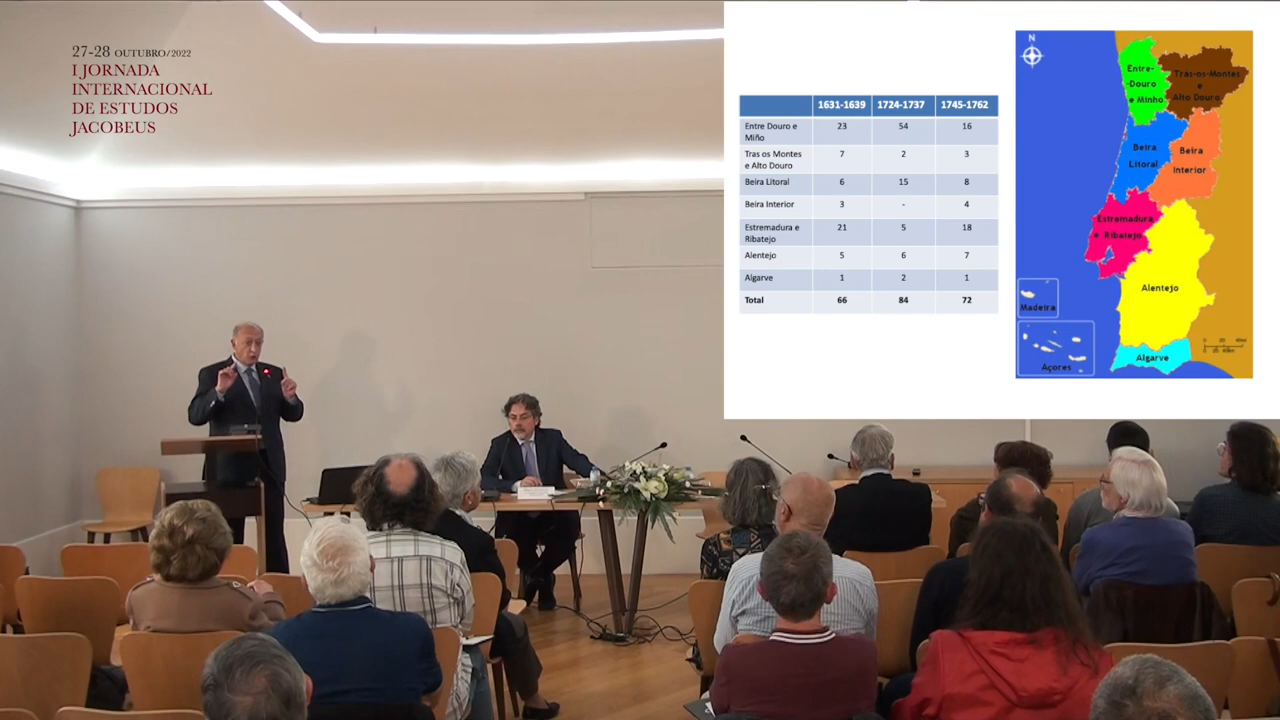 27-28 OUTUBRO/2022
I JORNADA
INTERNACIONAL
DE ESTUDOS
JACOBEUS
1631-1639 1724-1737 1745-1762
Entre Douro e
Miño 23 54 16
Tras os Montes
e Alto Douro 7 2 3
Beira Litoral 6 15 8
Beira Interior 3 - 4
Estremadura e
Ribatejo 21 5 18
Alentejo 5 6 7
Algarve 1 2 1
Total 66 84 72
N
Entre-
-Douro
e Minho
Trás-os-Montes
e
Alto Douro
Beira
Litoral
Beira
Interior
Estremadura
e Ribatejo
Alentejo
Algarve
Madeira
Açores